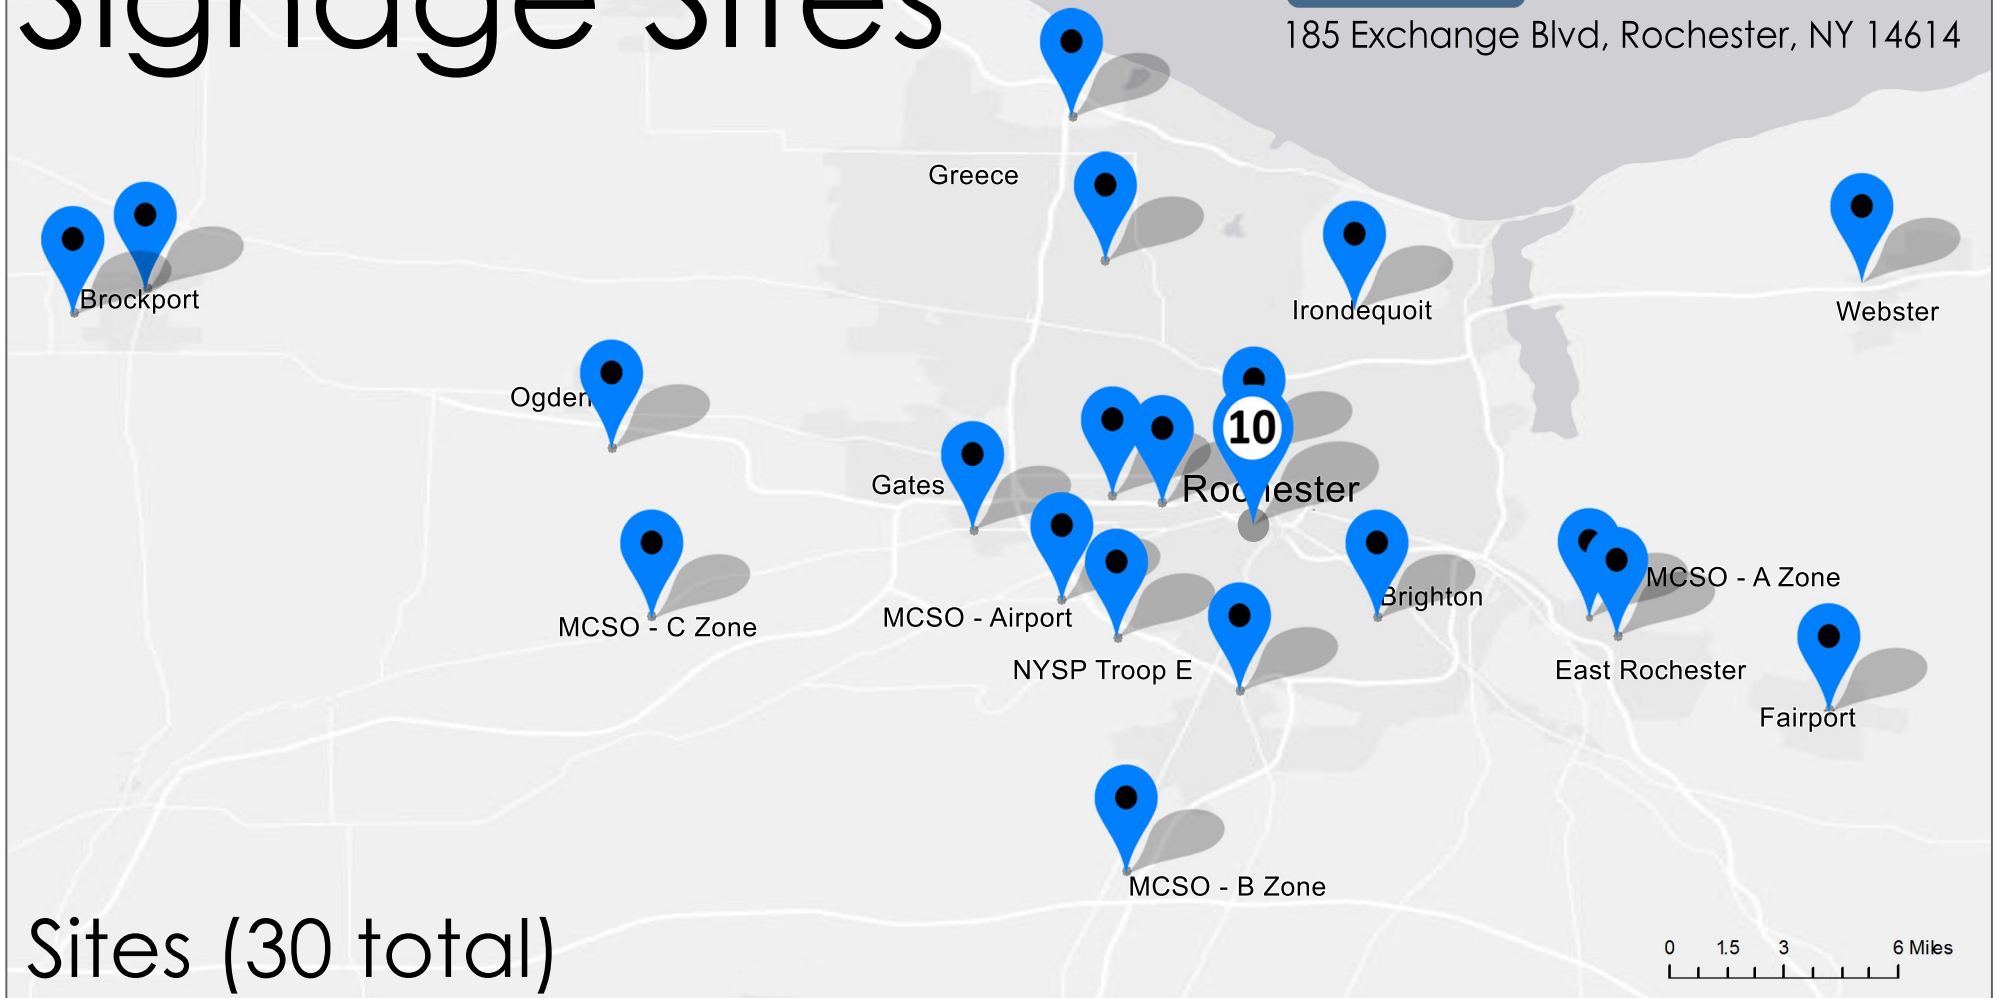 Signage Sites
185 Exchange Blvd, Rochester, NY 14614
Greece
Brockport
Irondequoit
Webster
Ogden
10
Gates
Rochester
MCSO - A Zone
Brighton
MCSO - Airport
MCSO - C Zone
NYSP Troop E
East Rochester
Fairport
MCSO - B Zone
Sites (30 total)
0 1.5 3 6 Miles